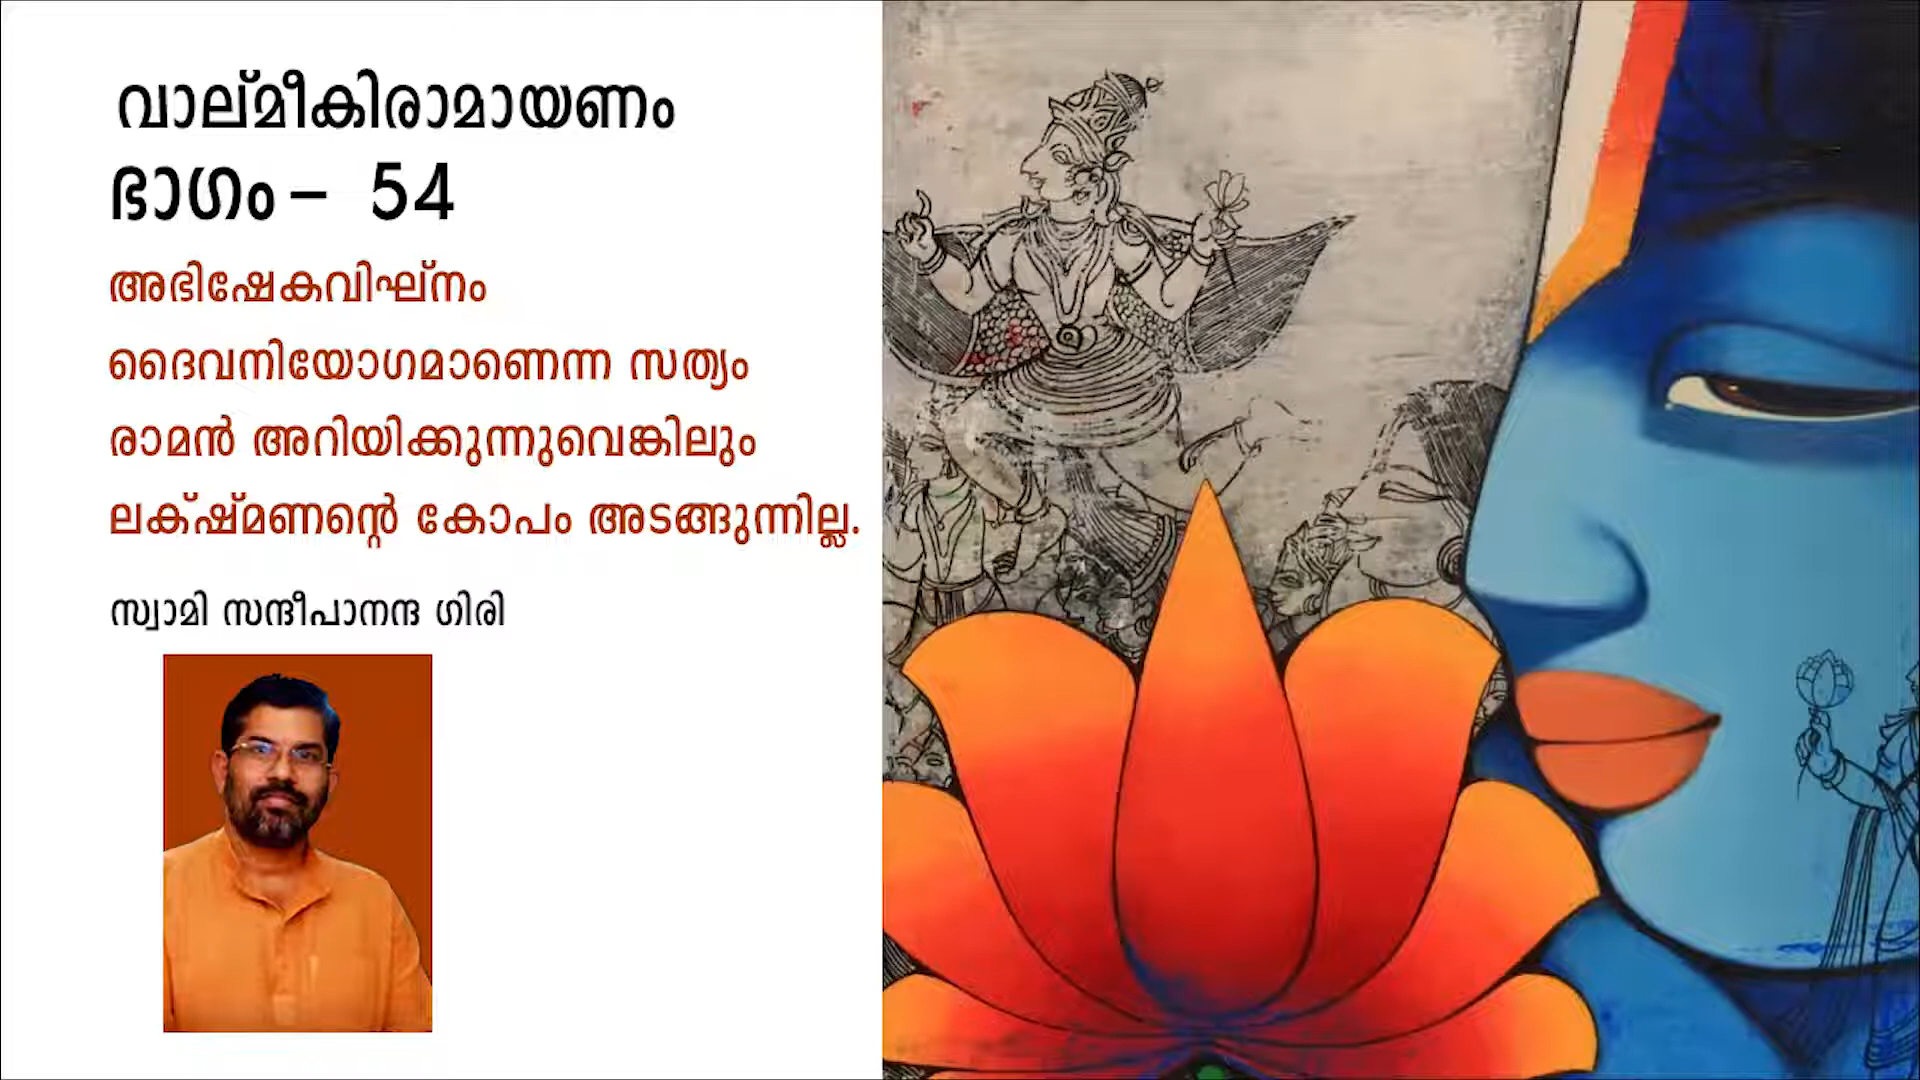 വാല്മീകിരാമായണം
ഭാഗം - 54
അഭിഷേകവിഘ്നം
ദൈവനിയോഗമാണെന്ന സത്യം
രാമൻ അറിയിക്കുന്നുവെങ്കിലും
ലക്ഷ്മണന്റെ കോപം അടങ്ങുന്നില്ല.
സ്വാമി സന്ദീപാനന്ദ ഗിരി